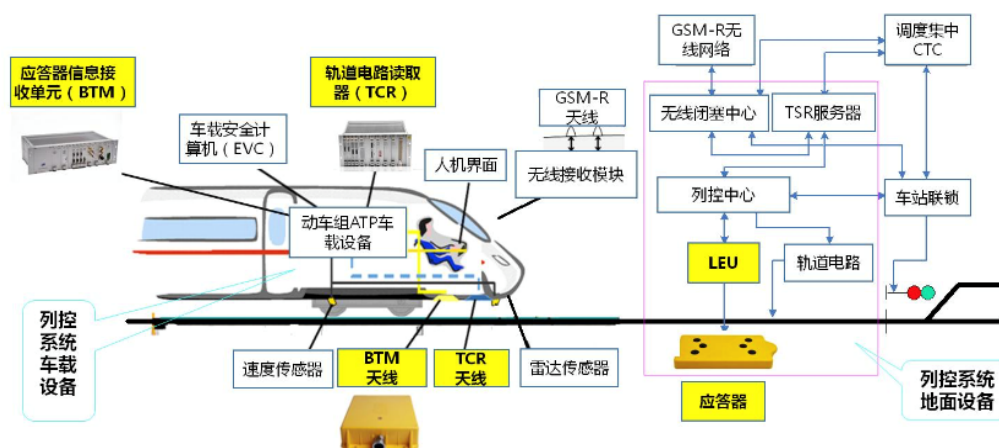 应答器信息接
收单元（BTM）
轨道电路读取
器（TCR）
车载安全计
算机（EVC）
人机界面
GSM-R
天线
无线接收模块
动车组ATP车
载设备
列控
系统
车载
设备
速度传感器
BTM
天线
TCR
天线
雷达传感器
GSM-R无
线网络
调度集中
CTC
无线闭塞中心
TSR服务器
列控中心
车站联锁
LEU
轨道电路
应答器
列控系统
地面设备